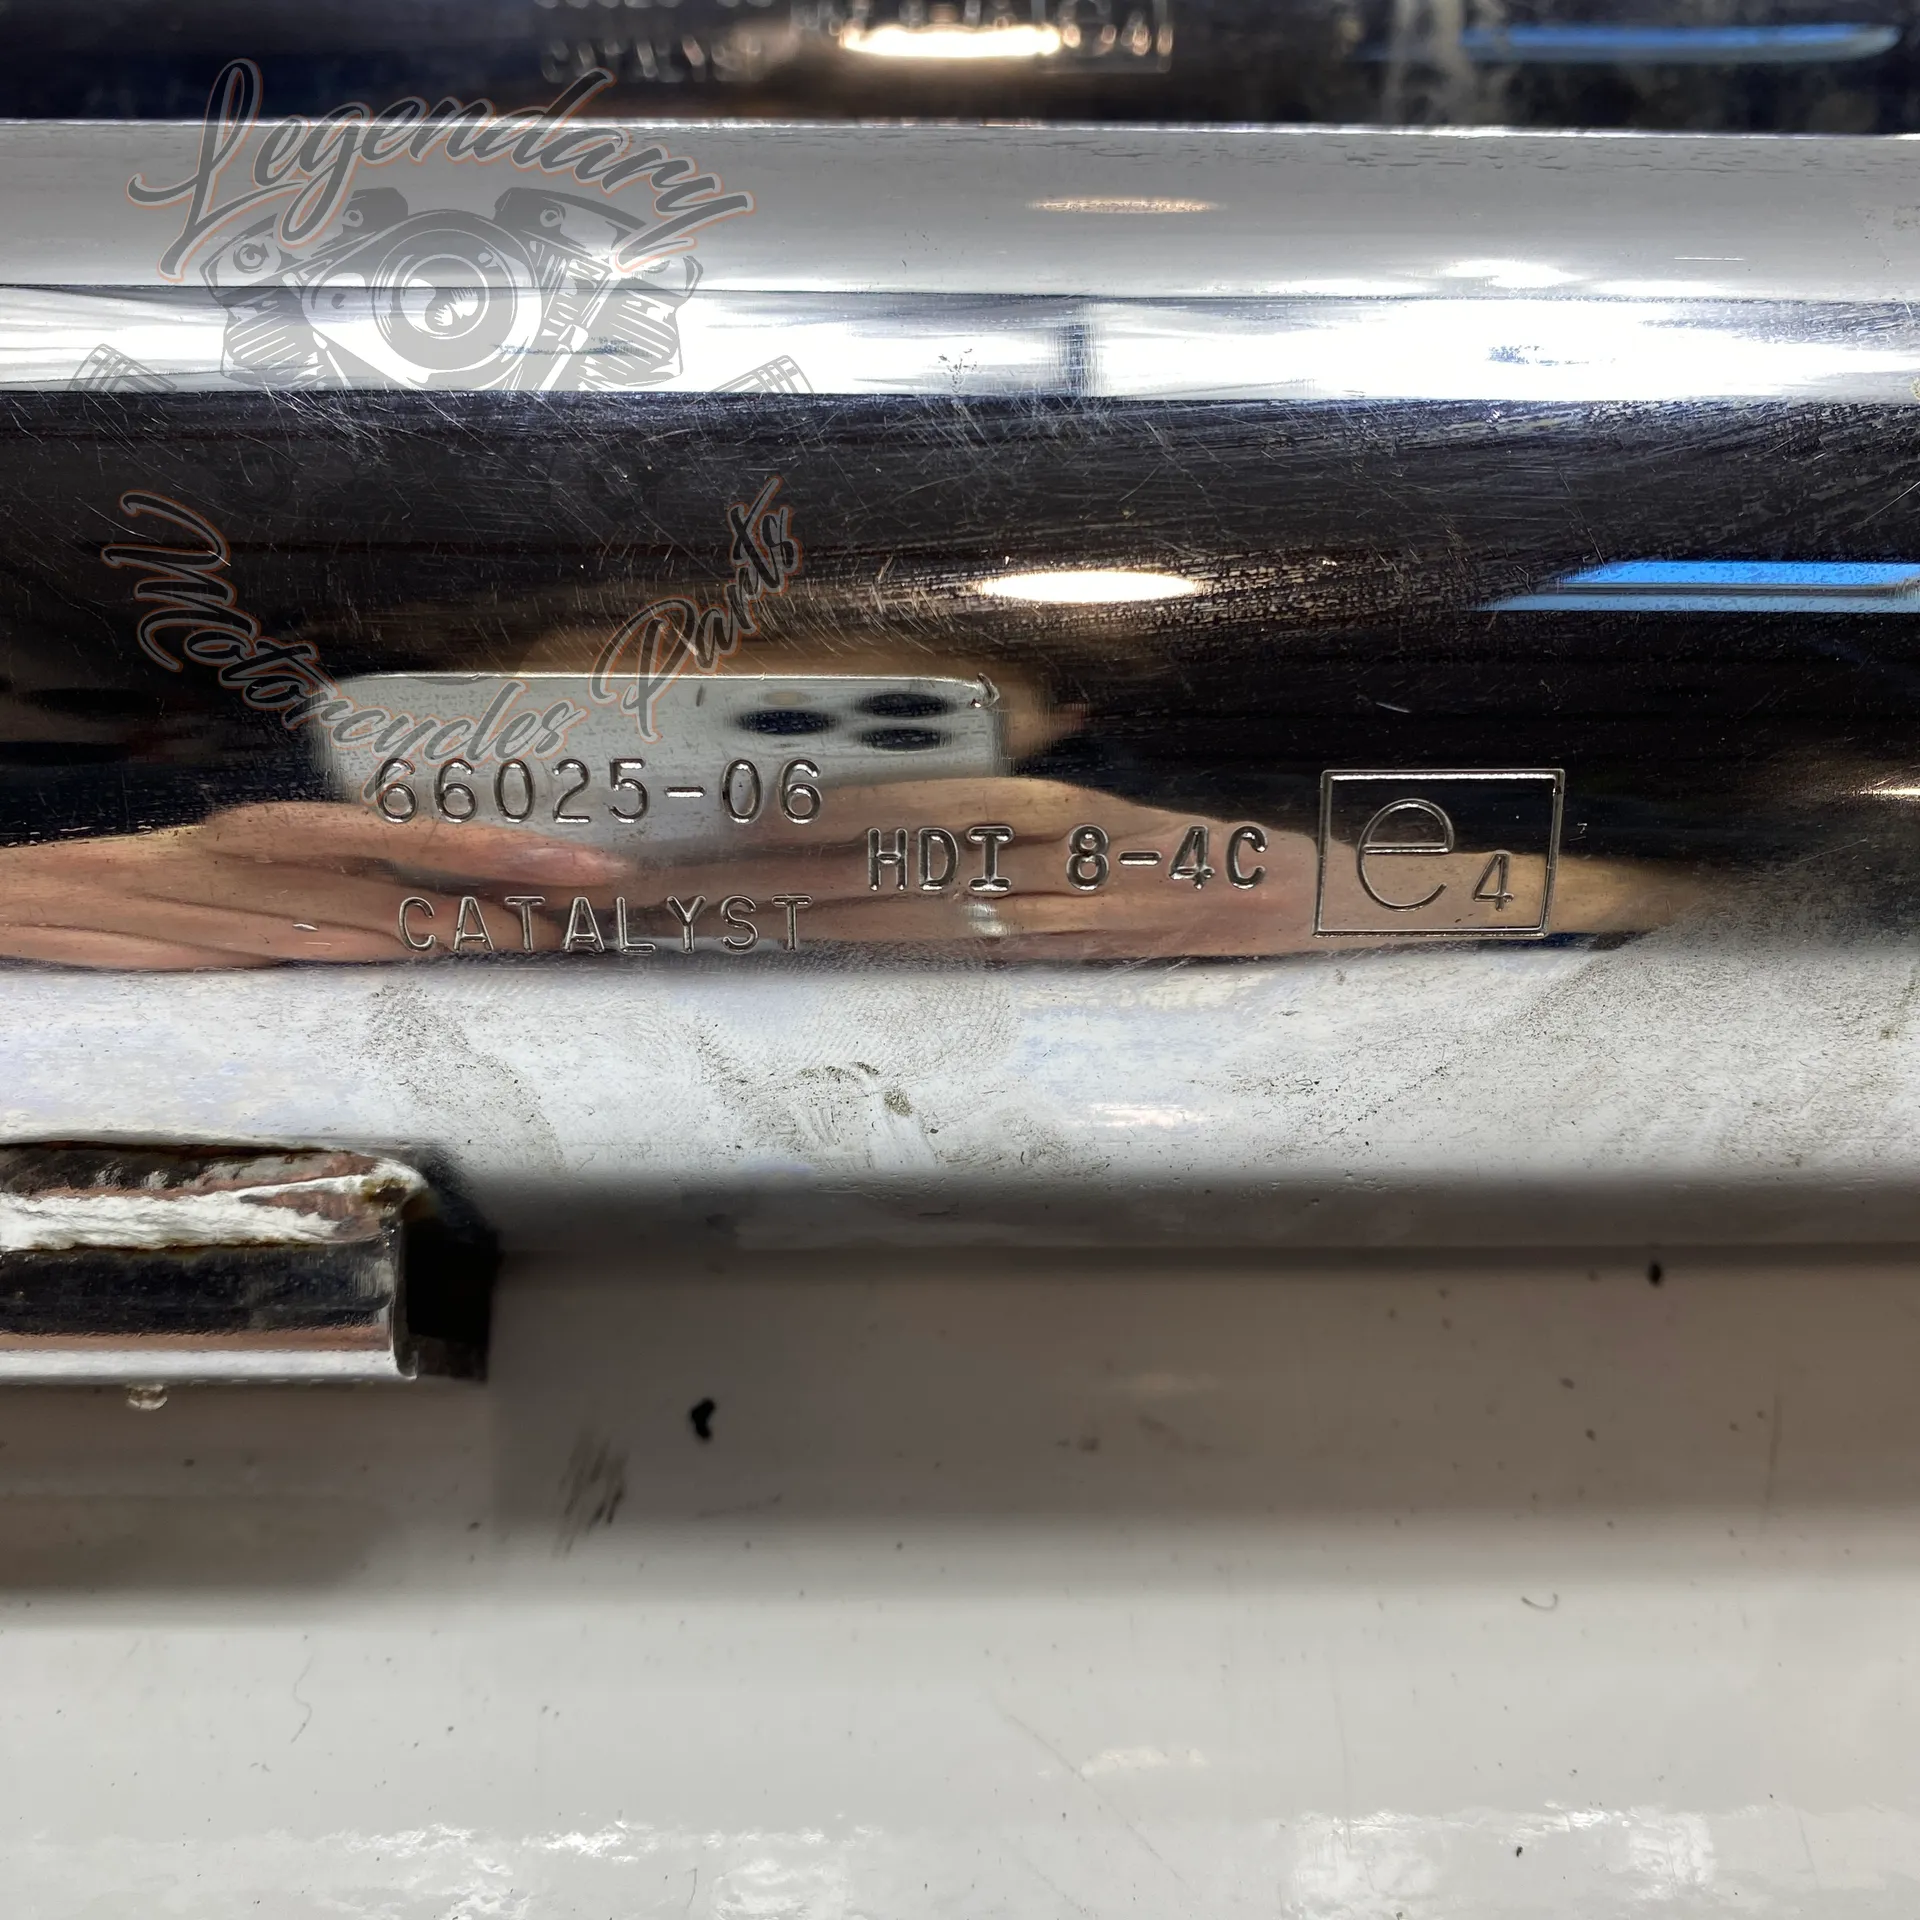 Legendary
Motorcycles Parts
66025-06
HDI 8-4C
e4
CATALYST